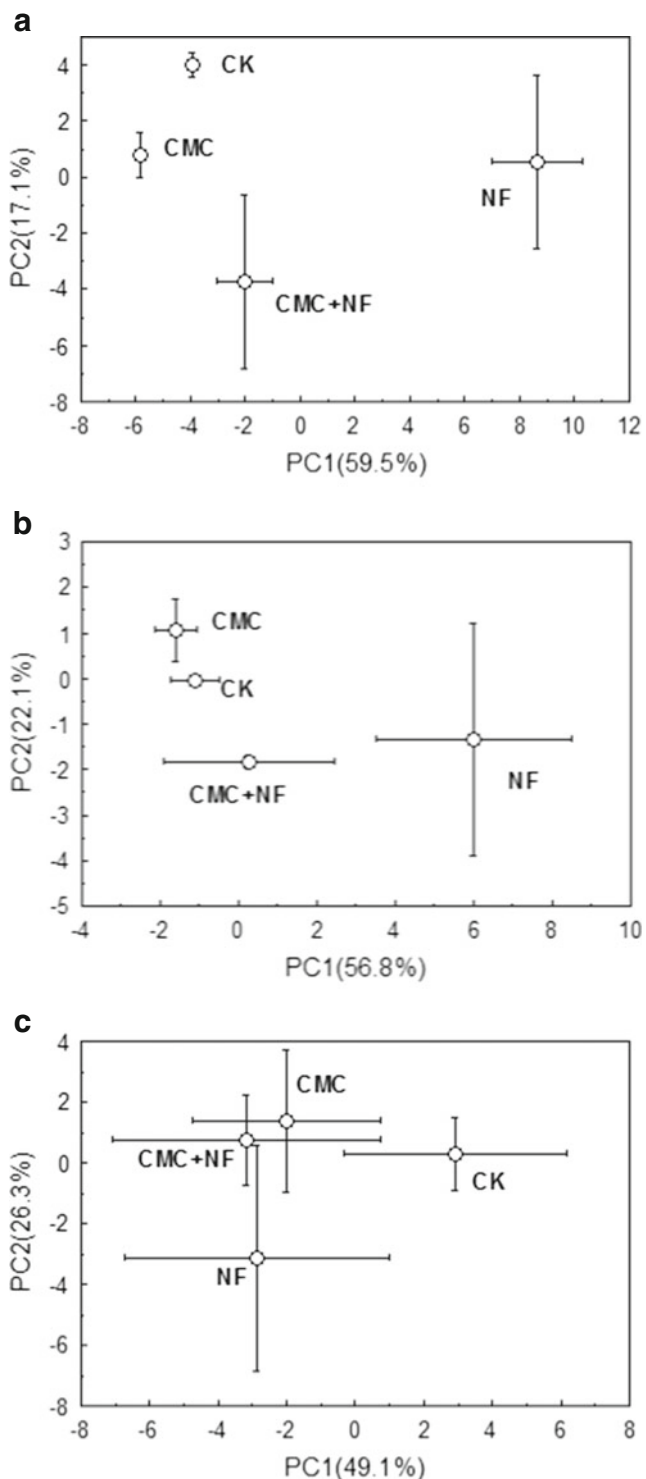 a
4
2
0
-2
-4
-6
-8
PC2(17.1%)
CK
CMC
NF
CMC+NF
-8 -6 -4 -2 0 2 4 6 8 10 12
PC1(59.5%)
b
3
2
1
0
-1
-2
-3
-4
-5
PC2(22.1%)
CMC
CK
CMC+NF
NF
-4 -2 0 2 4 6 8 10
PC1(56.8%)
c
4
2
0
-2
-4
-6
-8
PC2(26.3%)
CMC
CMC+NF
CK
NF
-8 -6 -4 -2 0 2 4 6 8
PC1(49.1%)